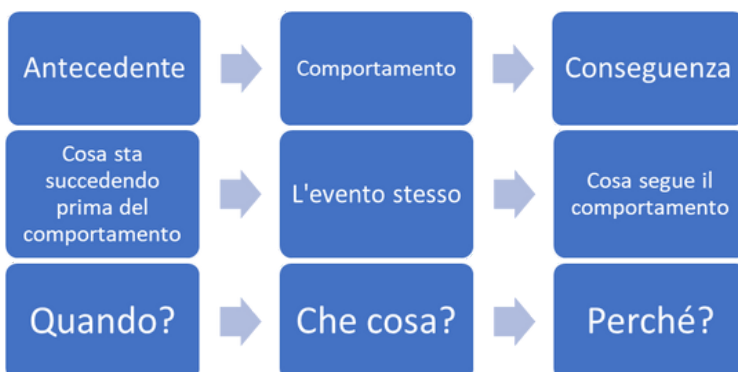 Antecedente
Comportamento
Conseguenza
Cosa sta
succedendo
prima del
comportamento
L'evento stesso
Cosa segue il
comportamento
Quando?
Che cosa?
Perché?